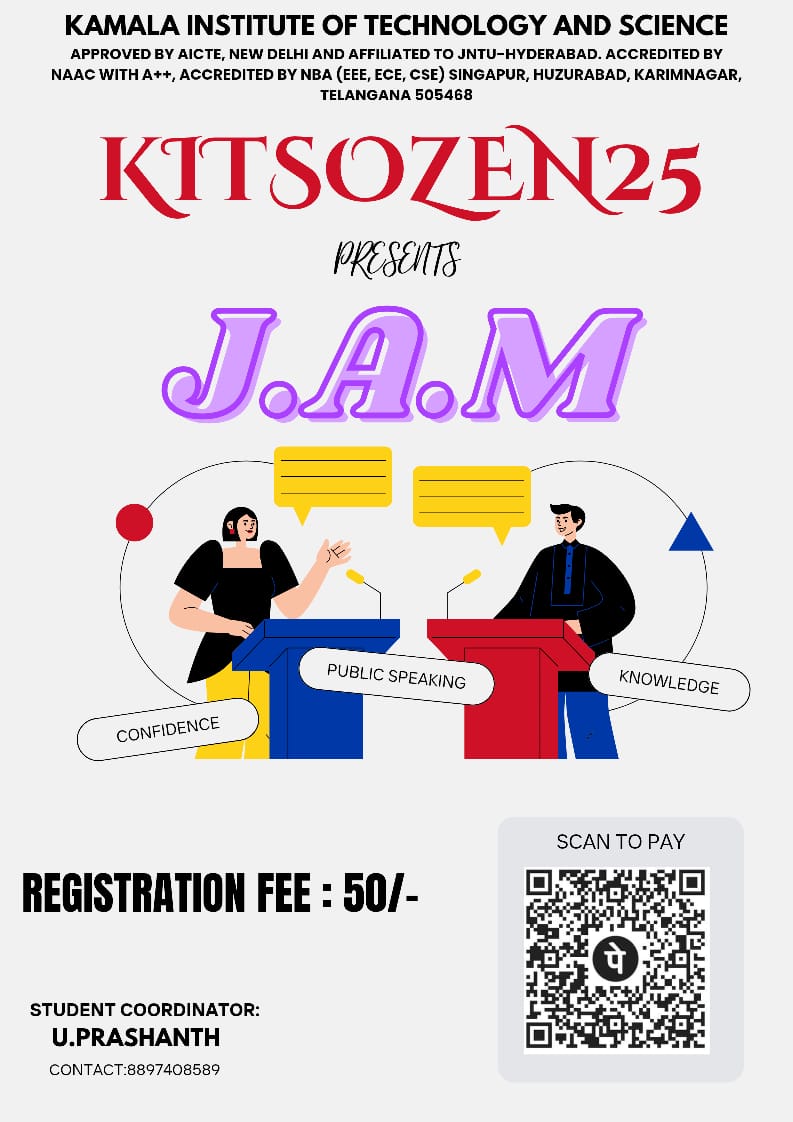 KAMALA INSTITUTE OF TECHNOLOGY AND SCIENCE
APPROVED BY AICTE, NEW DELHI AND AFFILIATED TO JNTU-HYDERABAD. ACCREDITED BY
NAAC WITH A++, ACCREDITED BY NBA (EEE, ECE, CSE) SINGAPUR, HUZURABAD, KARIMNAGAR,
TELANGANA 505468
KITSOZEN25
PRESENTS
J.A.M
PUBLIC SPEAKING
KNOWLEDGE
CONFIDENCE
SCAN TO PAY
पे
REGISTRATION FEE : 50/-
STUDENT COORDINATOR:
U.PRASHANTH
CONTACT:8897408589